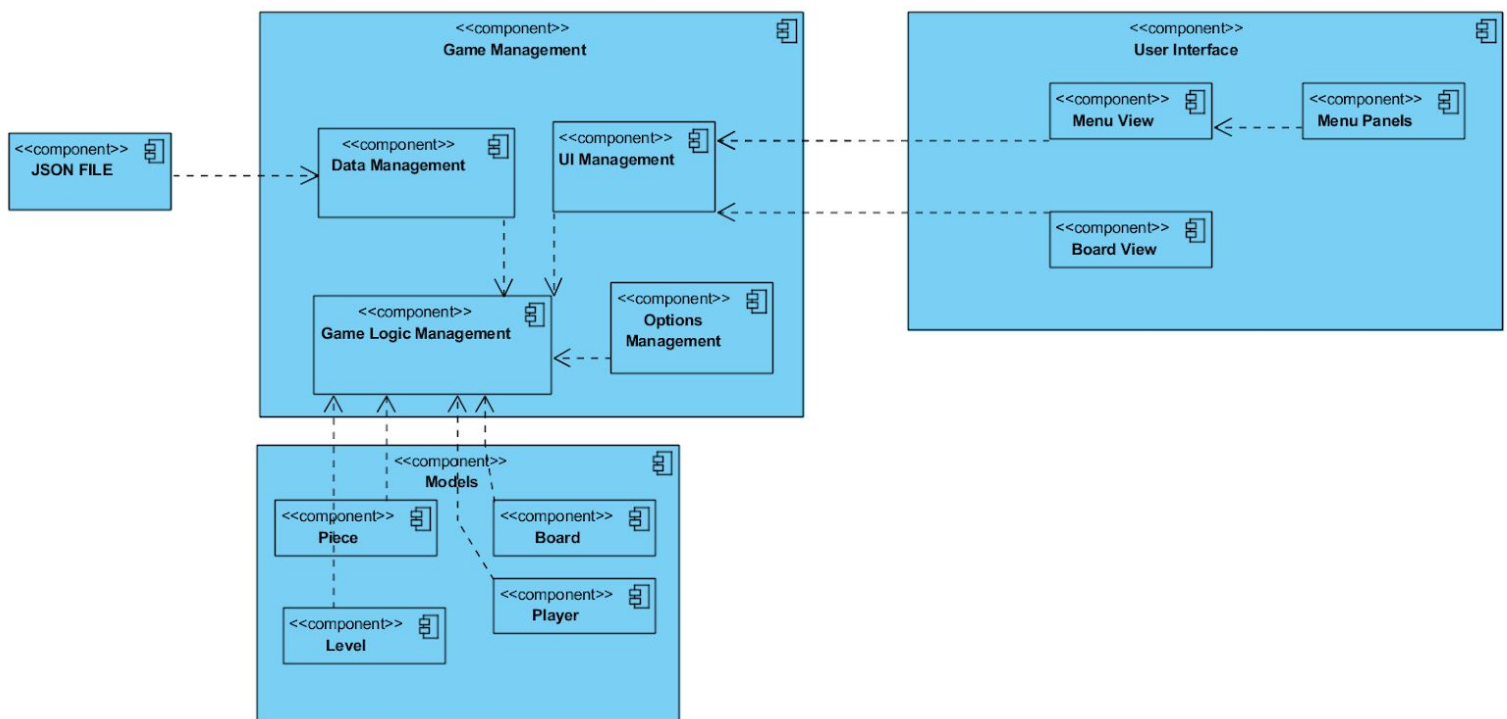 <<component>>
Game Management
<<component>>
User Interface
<<component>>
JSON FILE
<<component>>
Data Management
<<component>>
UI Management
<<component>>
Menu View
<<component>>
Menu Panels
<<component>>
Board View
<<component>>
Game Logic Management
<<component>>
Options
Management
<<component>>
Models
<<component>>
Piece
<<component>>
Board
<<component>>
Level
<<component>>
Player